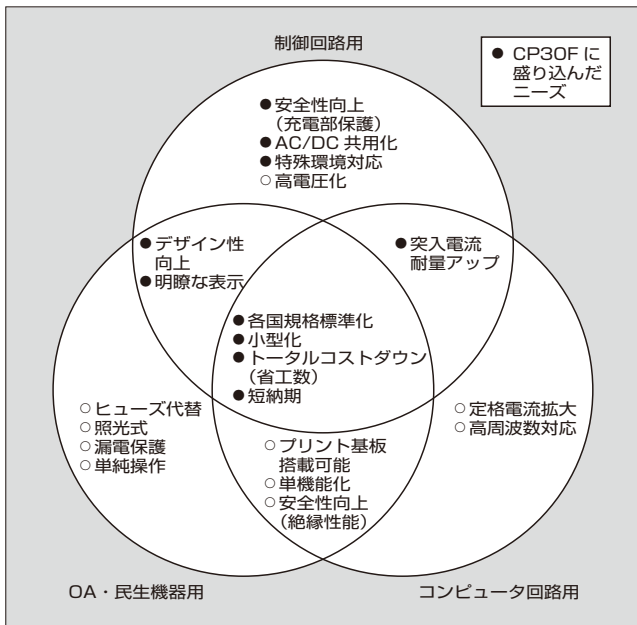 制御回路用
● CP30F に
盛り込んだ
ニーズ
● 安全性向上
（充電部保護）
● AC/DC 共用化
● 特殊環境対応
○ 高電圧化
● デザイン性
向上
● 明瞭な表示
● 突入電流
耐量アップ
● 各国規格標準化
● 小型化
● トータルコストダウン
（省工数）
● 短納期
○ ヒューズ代替
○ 照光式
○ 漏電保護
○ 単純操作
○ 定格電流拡大
○ 高周波数対応
○ プリント基板
搭載可能
○ 単機能化
○ 安全性向上
（絶縁性能）
OA・民生機器用
コンピュータ回路用